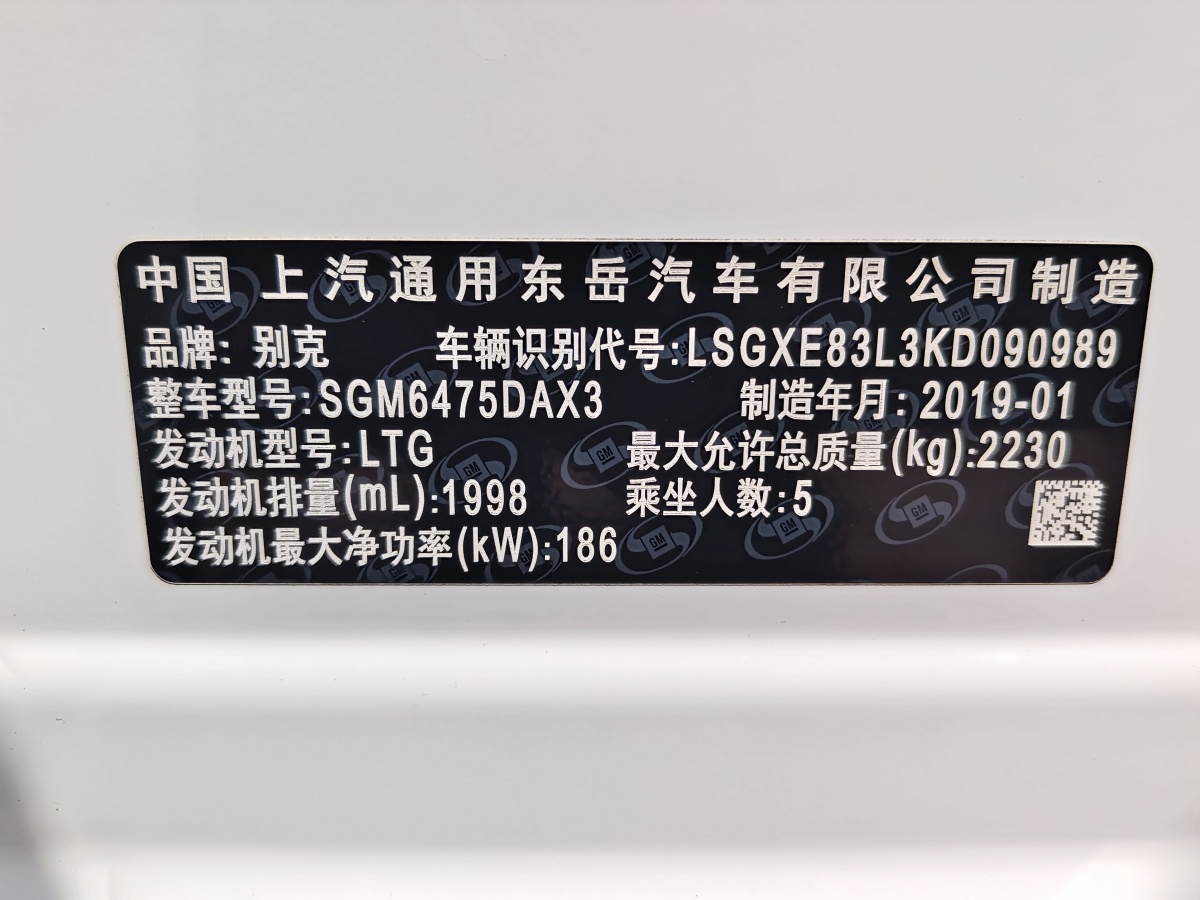 中国 上汽通用东岳汽车有限公司制造
品牌: 别克 车辆识别代号:LSGXE83L3KD090989
整车型号:SGM6475DAX3 制造年月: 2019-01
发动机型号:LTG 最大允许总质量(kg):2230
发动机排量(mL):1998 乘坐人数:5
发动机最大净功率(kW):186